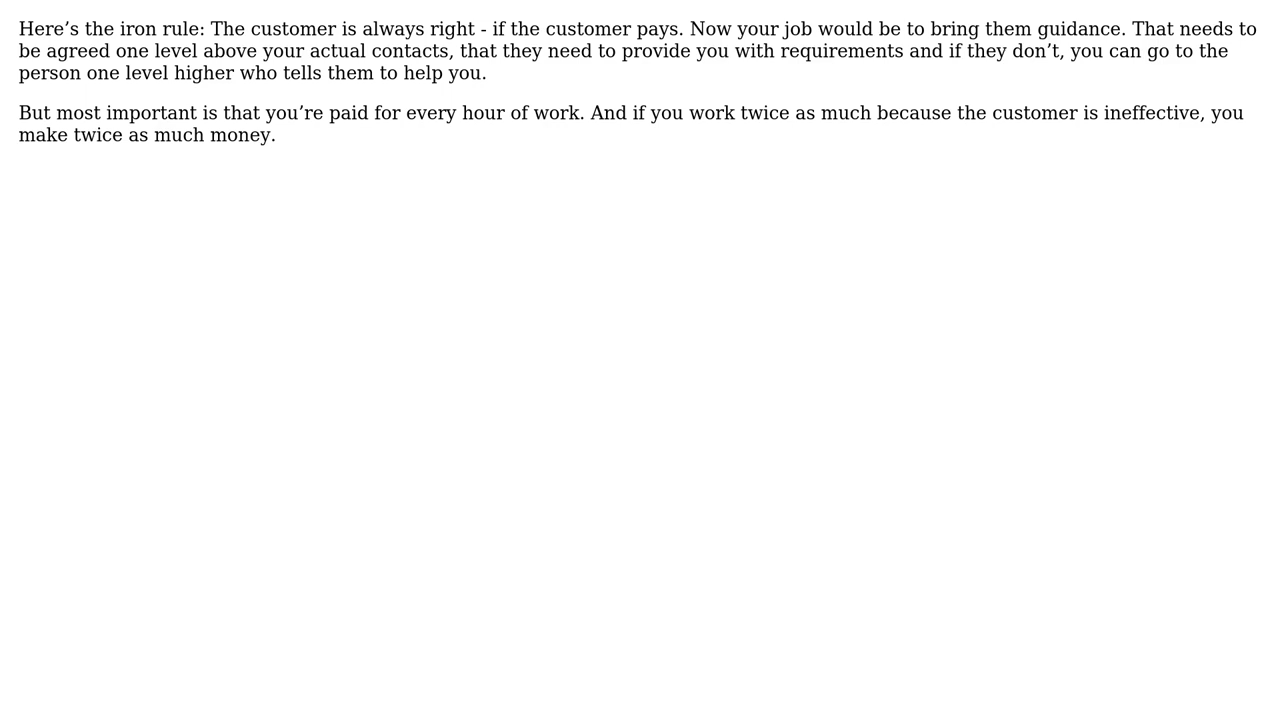 Here’s the iron rule: The customer is always right - if the customer pays. Now your job would be to bring them guidance. That needs to
be agreed one level above your actual contacts, that they need to provide you with requirements and if they don’t, you can go to the
person one level higher who tells them to help you.
But most important is that you’re paid for every hour of work. And if you work twice as much because the customer is ineffective, you
make twice as much money.